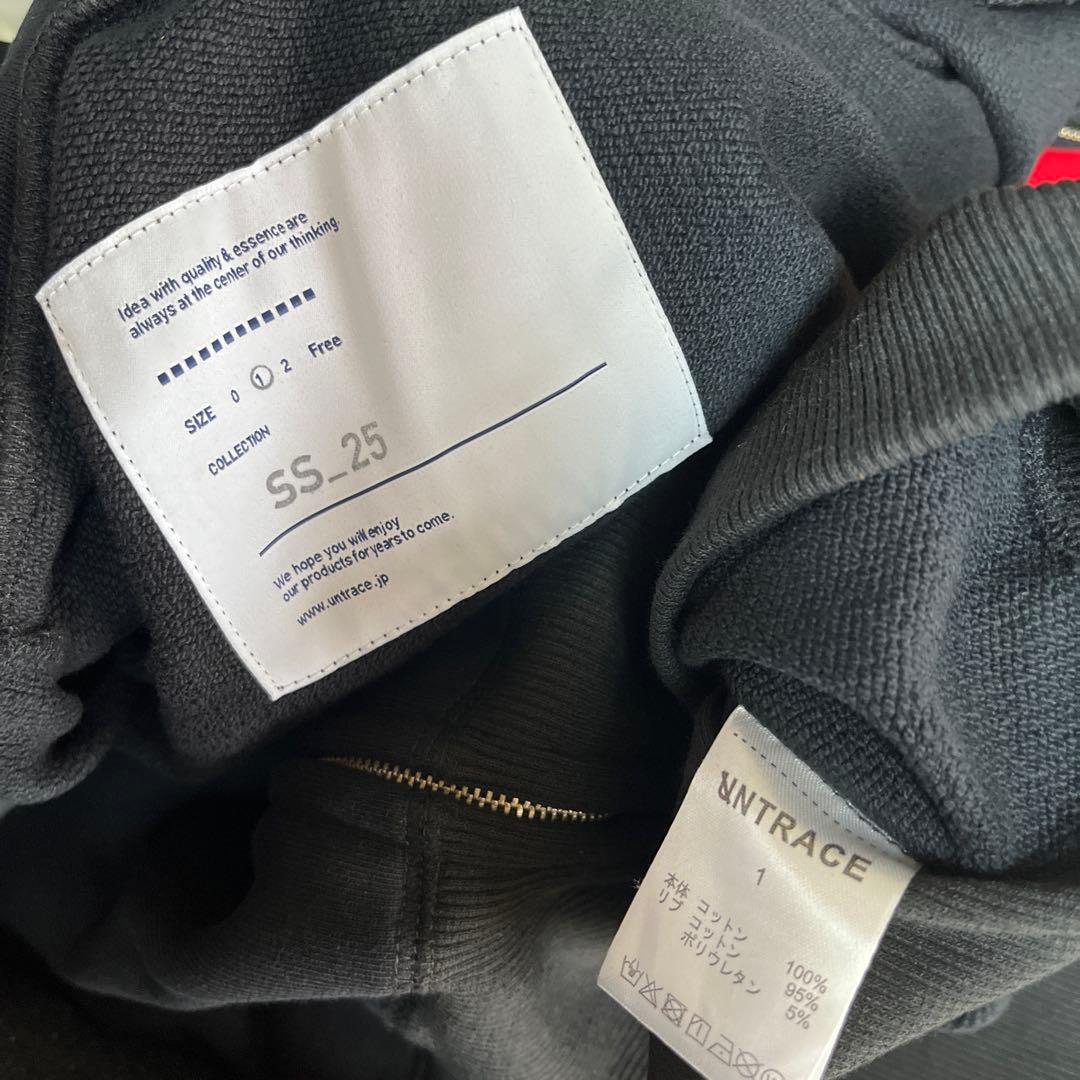 Idea with quality & essence are
always at the center of our thinking.
SIZE 0 1 2 Free
COLLECTION
SS_25
We hope you will enjoy
our products for years to come.
www.untrace.jp
UNTRACE
1
本体 コットン 100%
リブ コットン 95%
ポリウレタン 5%